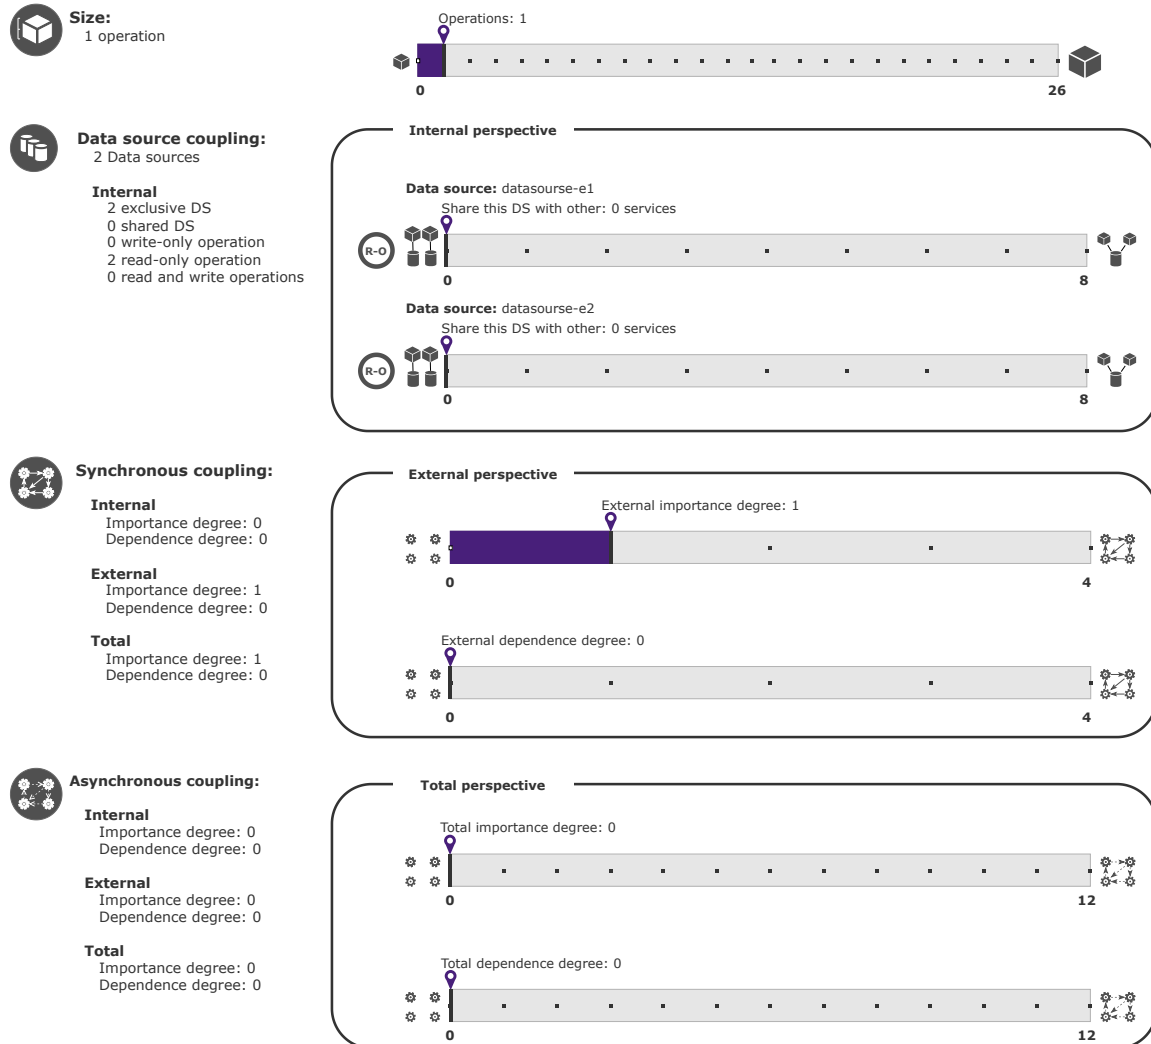 Size:
1 operation
Operations: 1
0
26
Data source coupling:
2 Data sources
Internal
2 exclusive DS
0 shared DS
0 write-only operation
2 read-only operation
0 read and write operations
Internal perspective
Data source: datasourse-e1
Share this DS with other: 0 services
R-O
0
8
Data source: datasourse-e2
Share this DS with other: 0 services
R-O
0
8
Synchronous coupling:
Internal
Importance degree: 0
Dependence degree: 0
External
Importance degree: 1
Dependence degree: 0
Total
Importance degree: 1
Dependence degree: 0
External perspective
External importance degree: 1
0
4
External dependence degree: 0
0
4
Asynchronous coupling:
Internal
Importance degree: 0
Dependence degree: 0
External
Importance degree: 0
Dependence degree: 0
Total
Importance degree: 0
Dependence degree: 0
Total perspective
Total importance degree: 0
0
12
Total dependence degree: 0
0
12